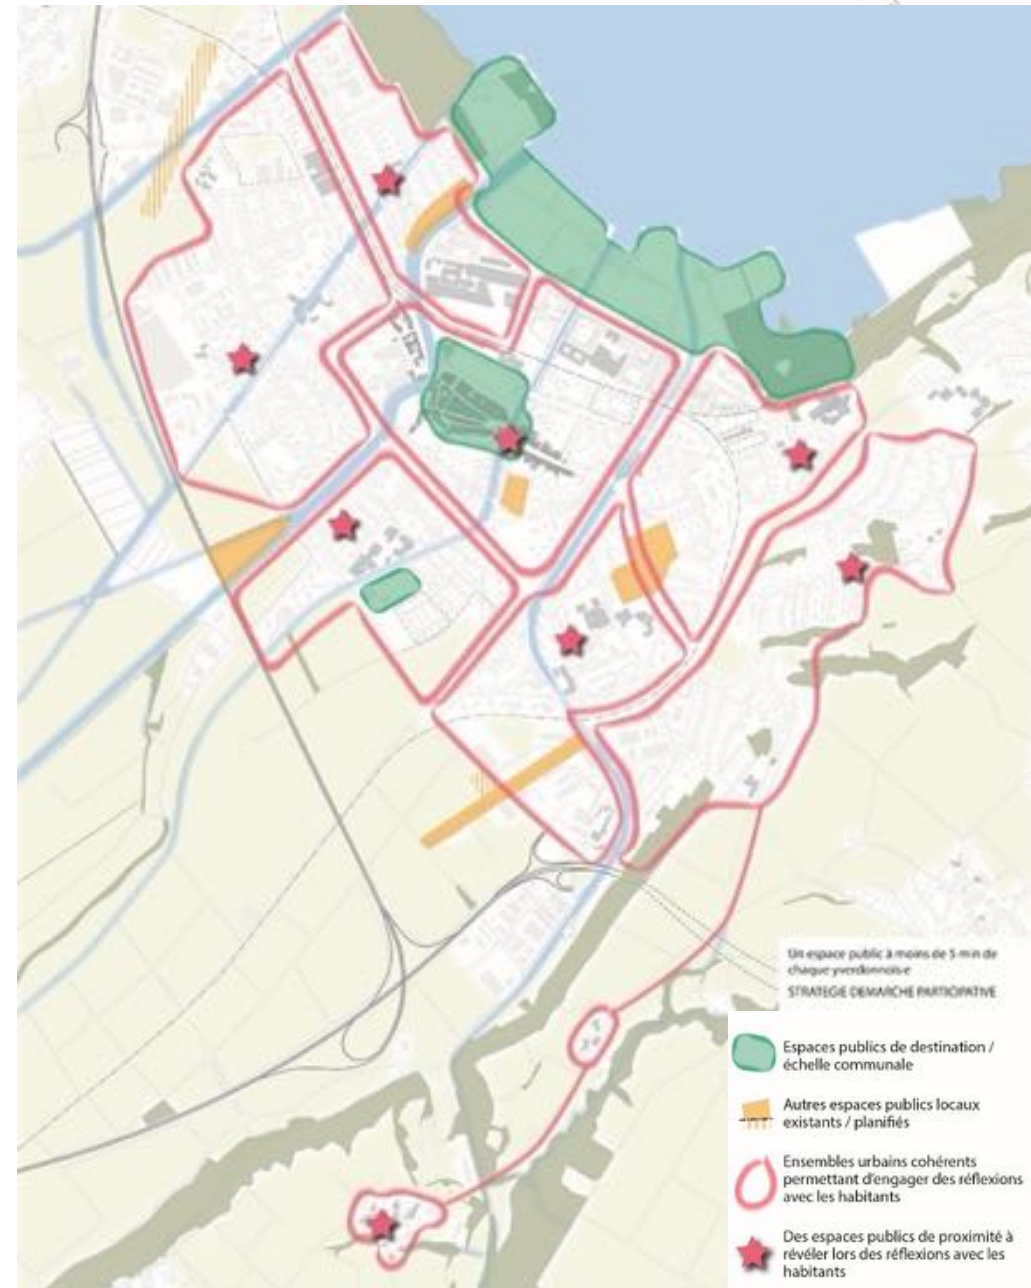 Un espace public à moins de 5 min de
chaque yverdonnois·e
STRATEGIE DEMARCHE PARTICIPATIVE
Espaces publics de destination /
échelle communale
Autres espaces publics locaux
existants / planifiés
Ensembles urbains cohérents
permettant d'engager des réflexions
avec les habitants
Des espaces publics de proximité à
révéler lors des réflexions avec les
habitants